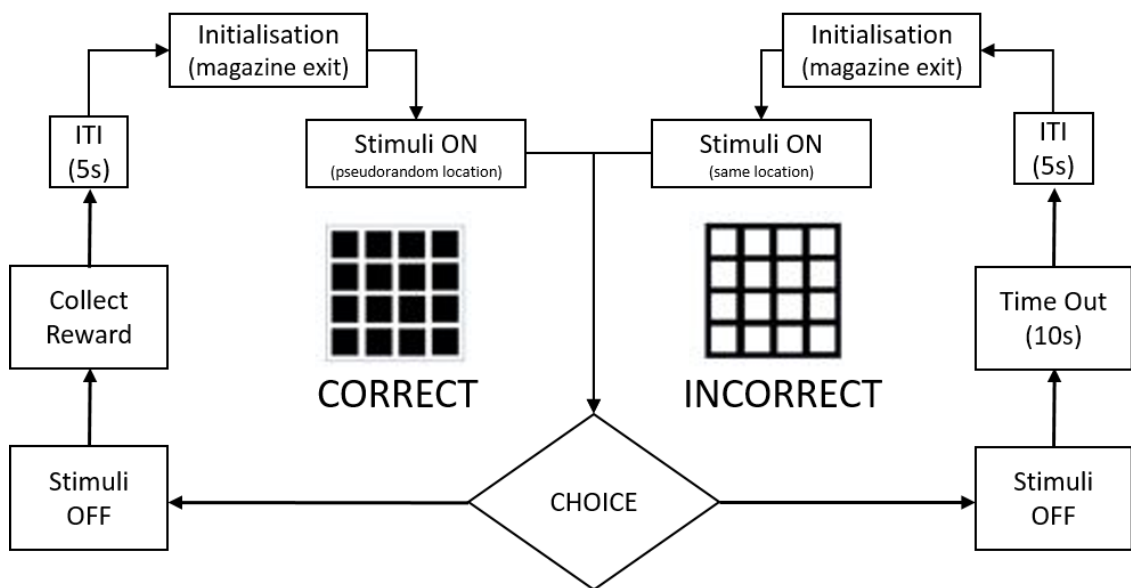 Initialisation
(magazine exit)
Initialisation
(magazine exit)
ITI
(5s)
Stimuli ON
(pseudorandom location)
Stimuli ON
(same location)
ITI
(5s)
Collect
Reward
Time Out
(10s)
CORRECT
INCORRECT
Stimuli
OFF
CHOICE
Stimuli
OFF